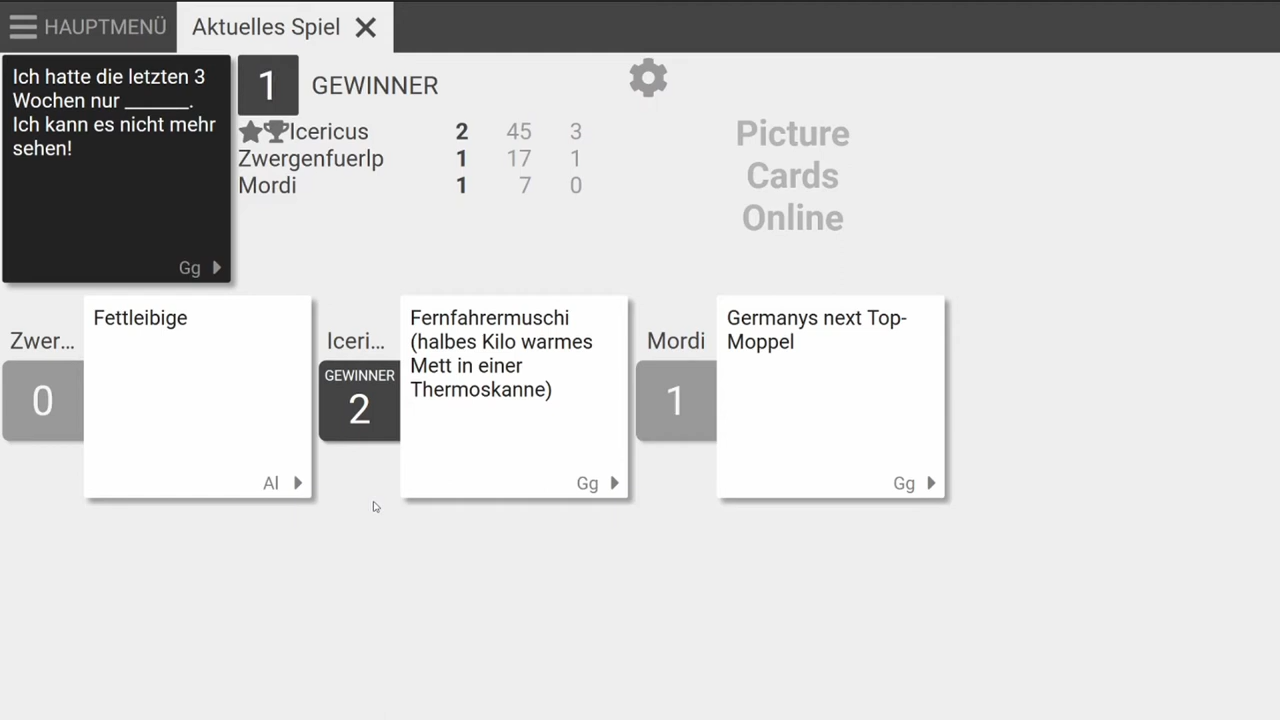 HAUPTMENÜ
Aktuelles Spiel
Ich hatte die letzten 3
Wochen nur ______.
Ich kann es nicht mehr
sehen!
Gg
1 GEWINNER
Icericus 2 45 3
Zwergenfuerlp 1 17 1
Mordi 1 7 0
Picture
Cards
Online
Zwer...
0
Fettleibige
Al
Iceri...
GEWINNER
2
Fernfahrermuschi
(halbes Kilo warmes
Mett in einer
Thermoskanne)
Gg
Mordi
1
Germanys next Top-
Moppel
Gg